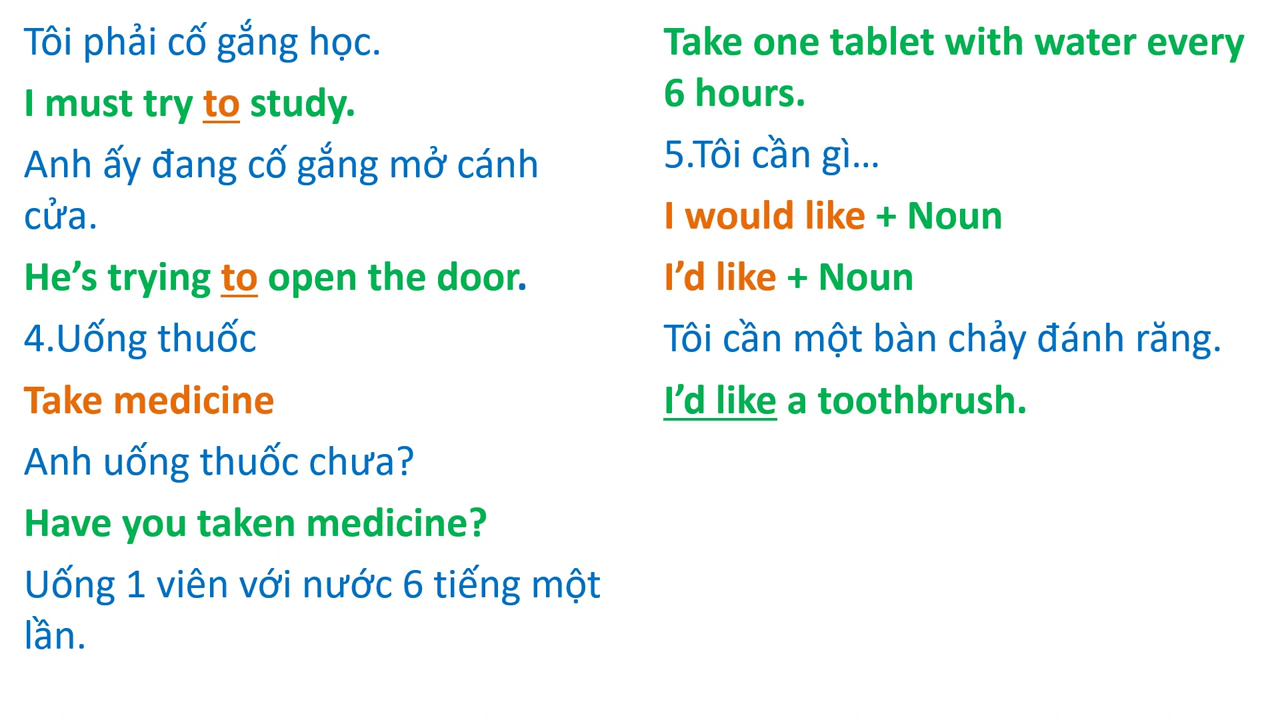 Tôi phải cố gắng học.
I must try to study.
Anh ấy đang cố gắng mở cánh
cửa.
He’s trying to open the door.
4.Uống thuốc
Take medicine
Anh uống thuốc chưa?
Have you taken medicine?
Uống 1 viên với nước 6 tiếng một
lần.
Take one tablet with water every
6 hours.
5.Tôi cần gì…
I would like + Noun
I’d like + Noun
Tôi cần một bàn chảy đánh răng.
I’d like a toothbrush.